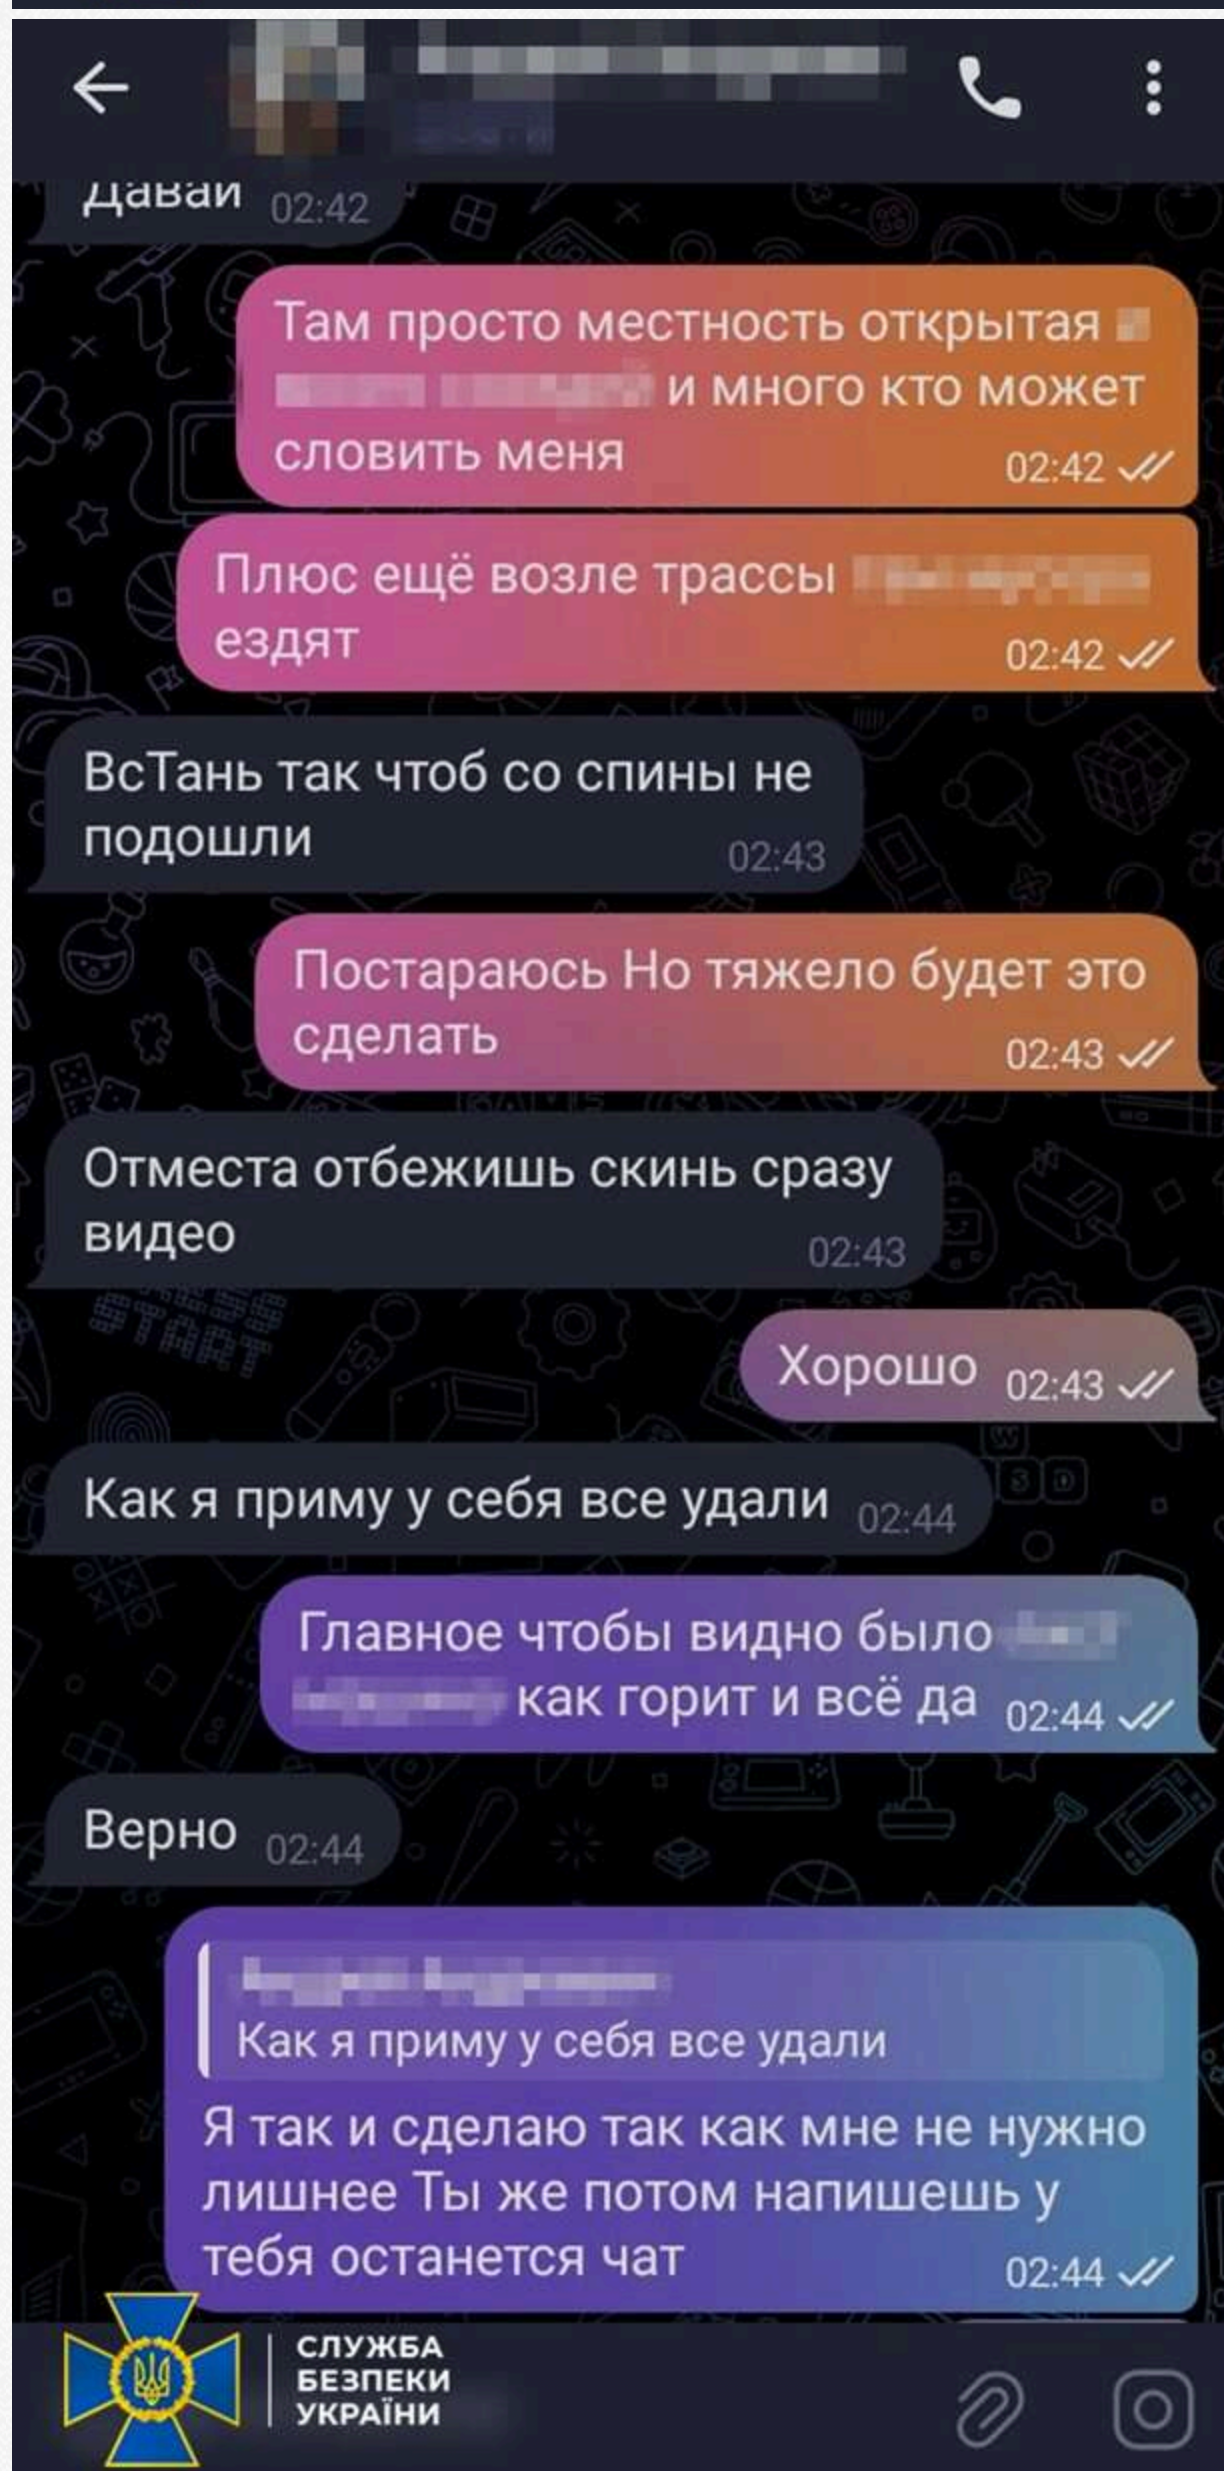 Давай 02:42
Там просто местность открытая
и много кто может
словить меня 02:42
Плюс ещё возле трассы
ездят 02:42
ВсТань так чтоб со спины не
подошли 02:43
Постараюсь Но тяжело будет это
сделать 02:43
Отместа отбежишь скинь сразу
видео 02:43
Хорошо 02:43
Как я приму у себя все удали 02:44
Главное чтобы видно было
как горит и всё да 02:44
Верно 02:44
Как я приму у себя все удали
Я так и сделаю так как мне не нужно
лишнее Ты же потом напишешь у
тебя останется чат 02:44
СЛУЖБА
БЕЗПЕКИ
УКРАЇНИ